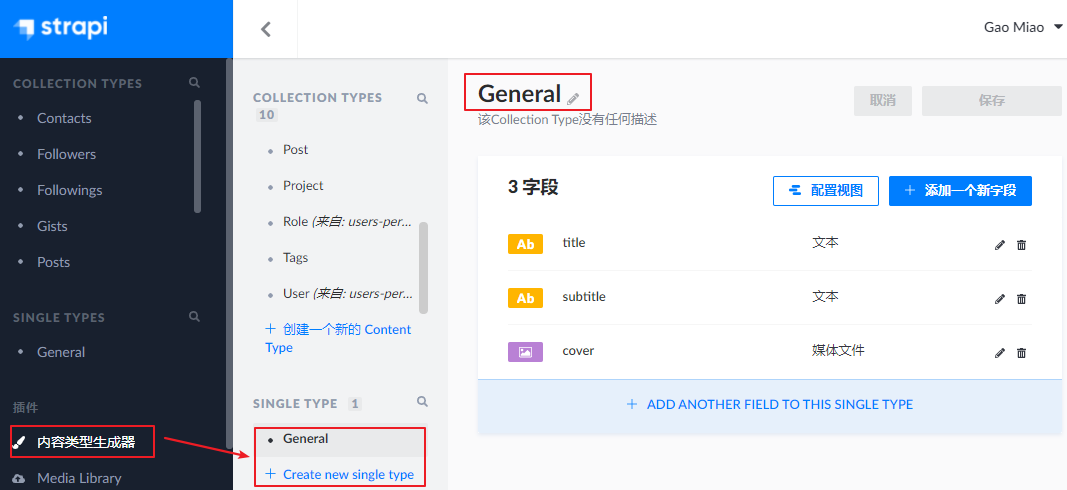 strapi
Gao Miao
COLLECTION TYPES
Contacts
Followers
Followings
Gists
Posts
SINGLE TYPES
General
插件
内容类型生成器
Media Library
COLLECTION TYPES
10
Post
Project
Role (来自: users-per...
Tags
User (来自: users-per...
+ 创建一个新的 Content
Type
SINGLE TYPE 1
General
+ Create new single type
General
该Collection Type没有任何描述
取消
保存
3 字段
配置视图
+ 添加一个新字段
Ab title 文本
Ab subtitle 文本
cover 媒体文件
+ ADD ANOTHER FIELD TO THIS SINGLE TYPE